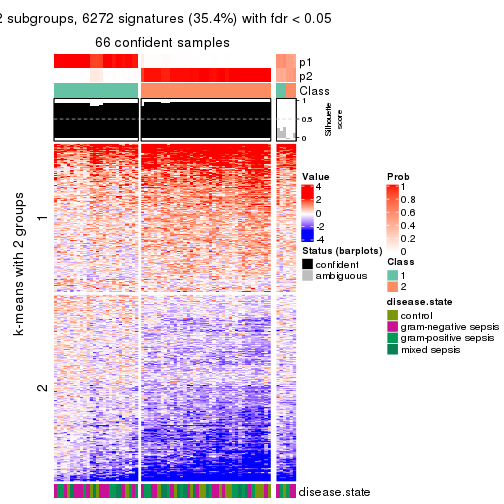 2 subgroups, 6272 signatures (35.4%) with fdr < 0.05
66 confident samples
p1
p2
Class
1
0.5
0
Silhouette
score
k-means with 2 groups
1
2
Value
4
2
0
-2
-4
Status (barplots)
confident
ambiguous
Prob
1
0.8
0.6
0.4
0.2
0
Class
1
2
disease.state
control
gram-negative sepsis
gram-positive sepsis
mixed sepsis
disease.state